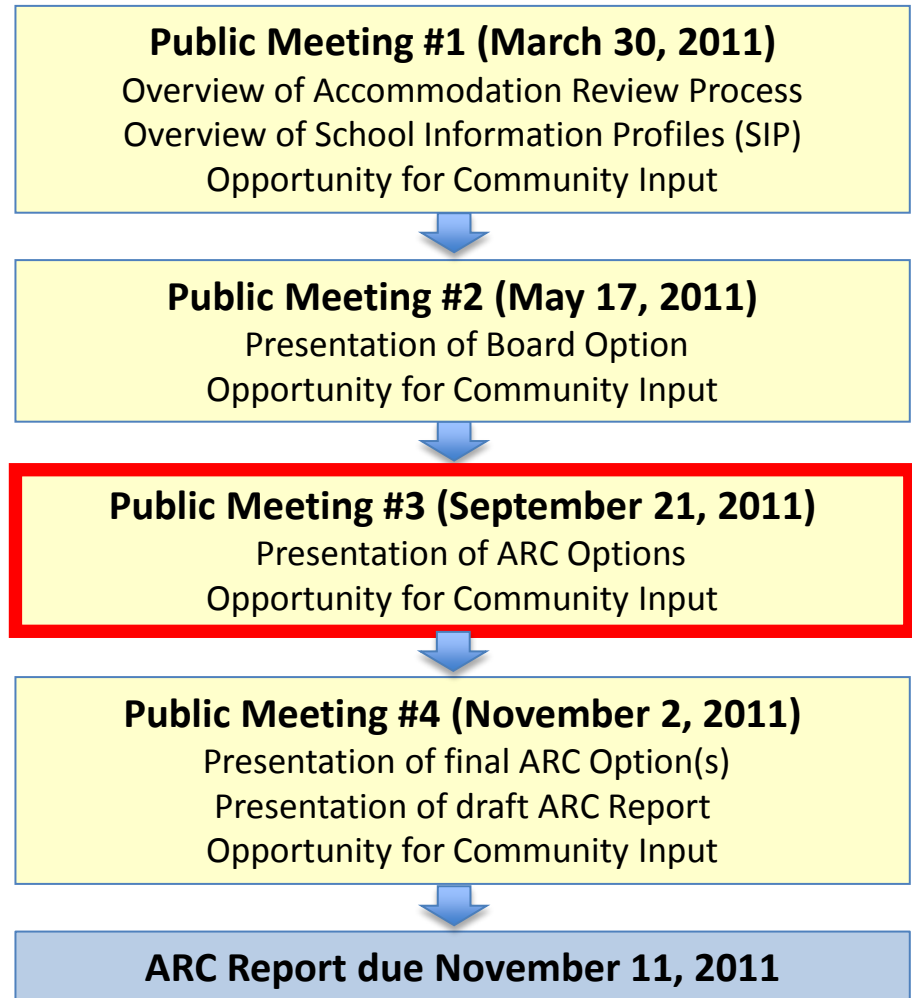 Public Meeting #1 (March 30, 2011)
Overview of Accommodation Review Process
Overview of School Information Profiles (SIP)
Opportunity for Community Input
Public Meeting #2 (May 17, 2011)
Presentation of Board Option
Opportunity for Community Input
Public Meeting #3 (September 21, 2011)
Presentation of ARC Options
Opportunity for Community Input
Public Meeting #4 (November 2, 2011)
Presentation of final ARC Option(s)
Presentation of draft ARC Report
Opportunity for Community Input
ARC Report due November 11, 2011